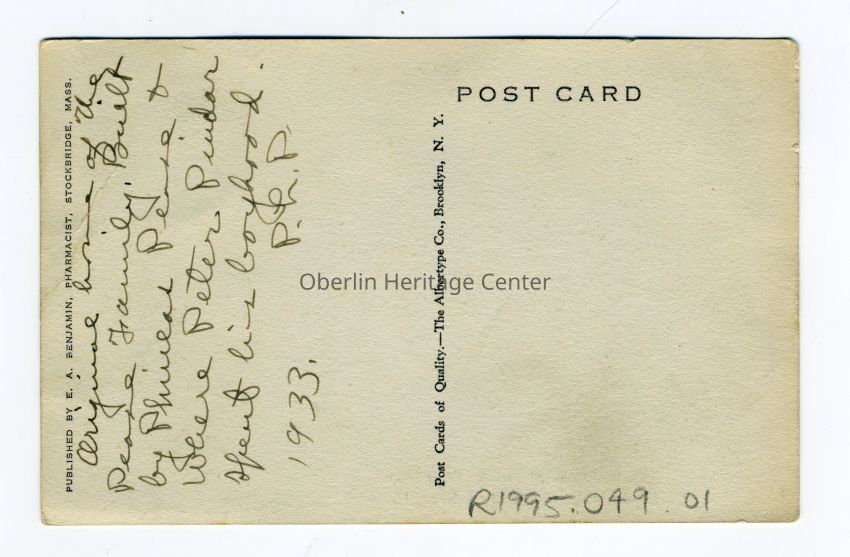 POST CARD
PUBLISHED BY E. A. BENJAMIN, PHARMACIST, STOCKBRIDGE, MASS.
Original home of the
Pease Family. Built
by Phineas Pease &
Where Peter Pindar
spent his boyhood.
P.L.P.
1933.
Post Cards of Quality.—The Albertype Co., Brooklyn, N. Y.
Oberlin Heritage Center
R1995.049.01